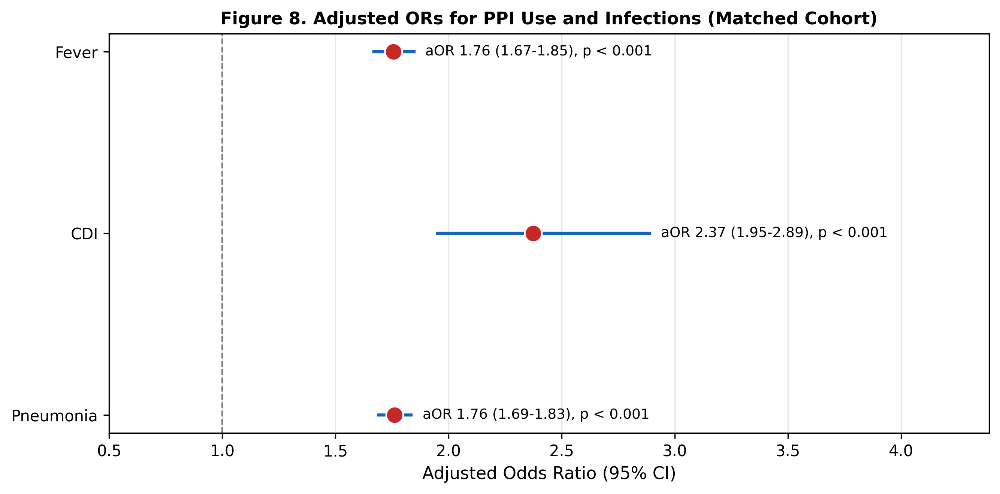 Figure 8. Adjusted ORs for PPI Use and Infections (Matched Cohort)
Fever
aOR 1.76 (1.67-1.85), p < 0.001
CDI
aOR 2.37 (1.95-2.89), p < 0.001
Pneumonia
aOR 1.76 (1.69-1.83), p < 0.001
0.5 1.0 1.5 2.0 2.5 3.0 3.5 4.0
Adjusted Odds Ratio (95% CI)